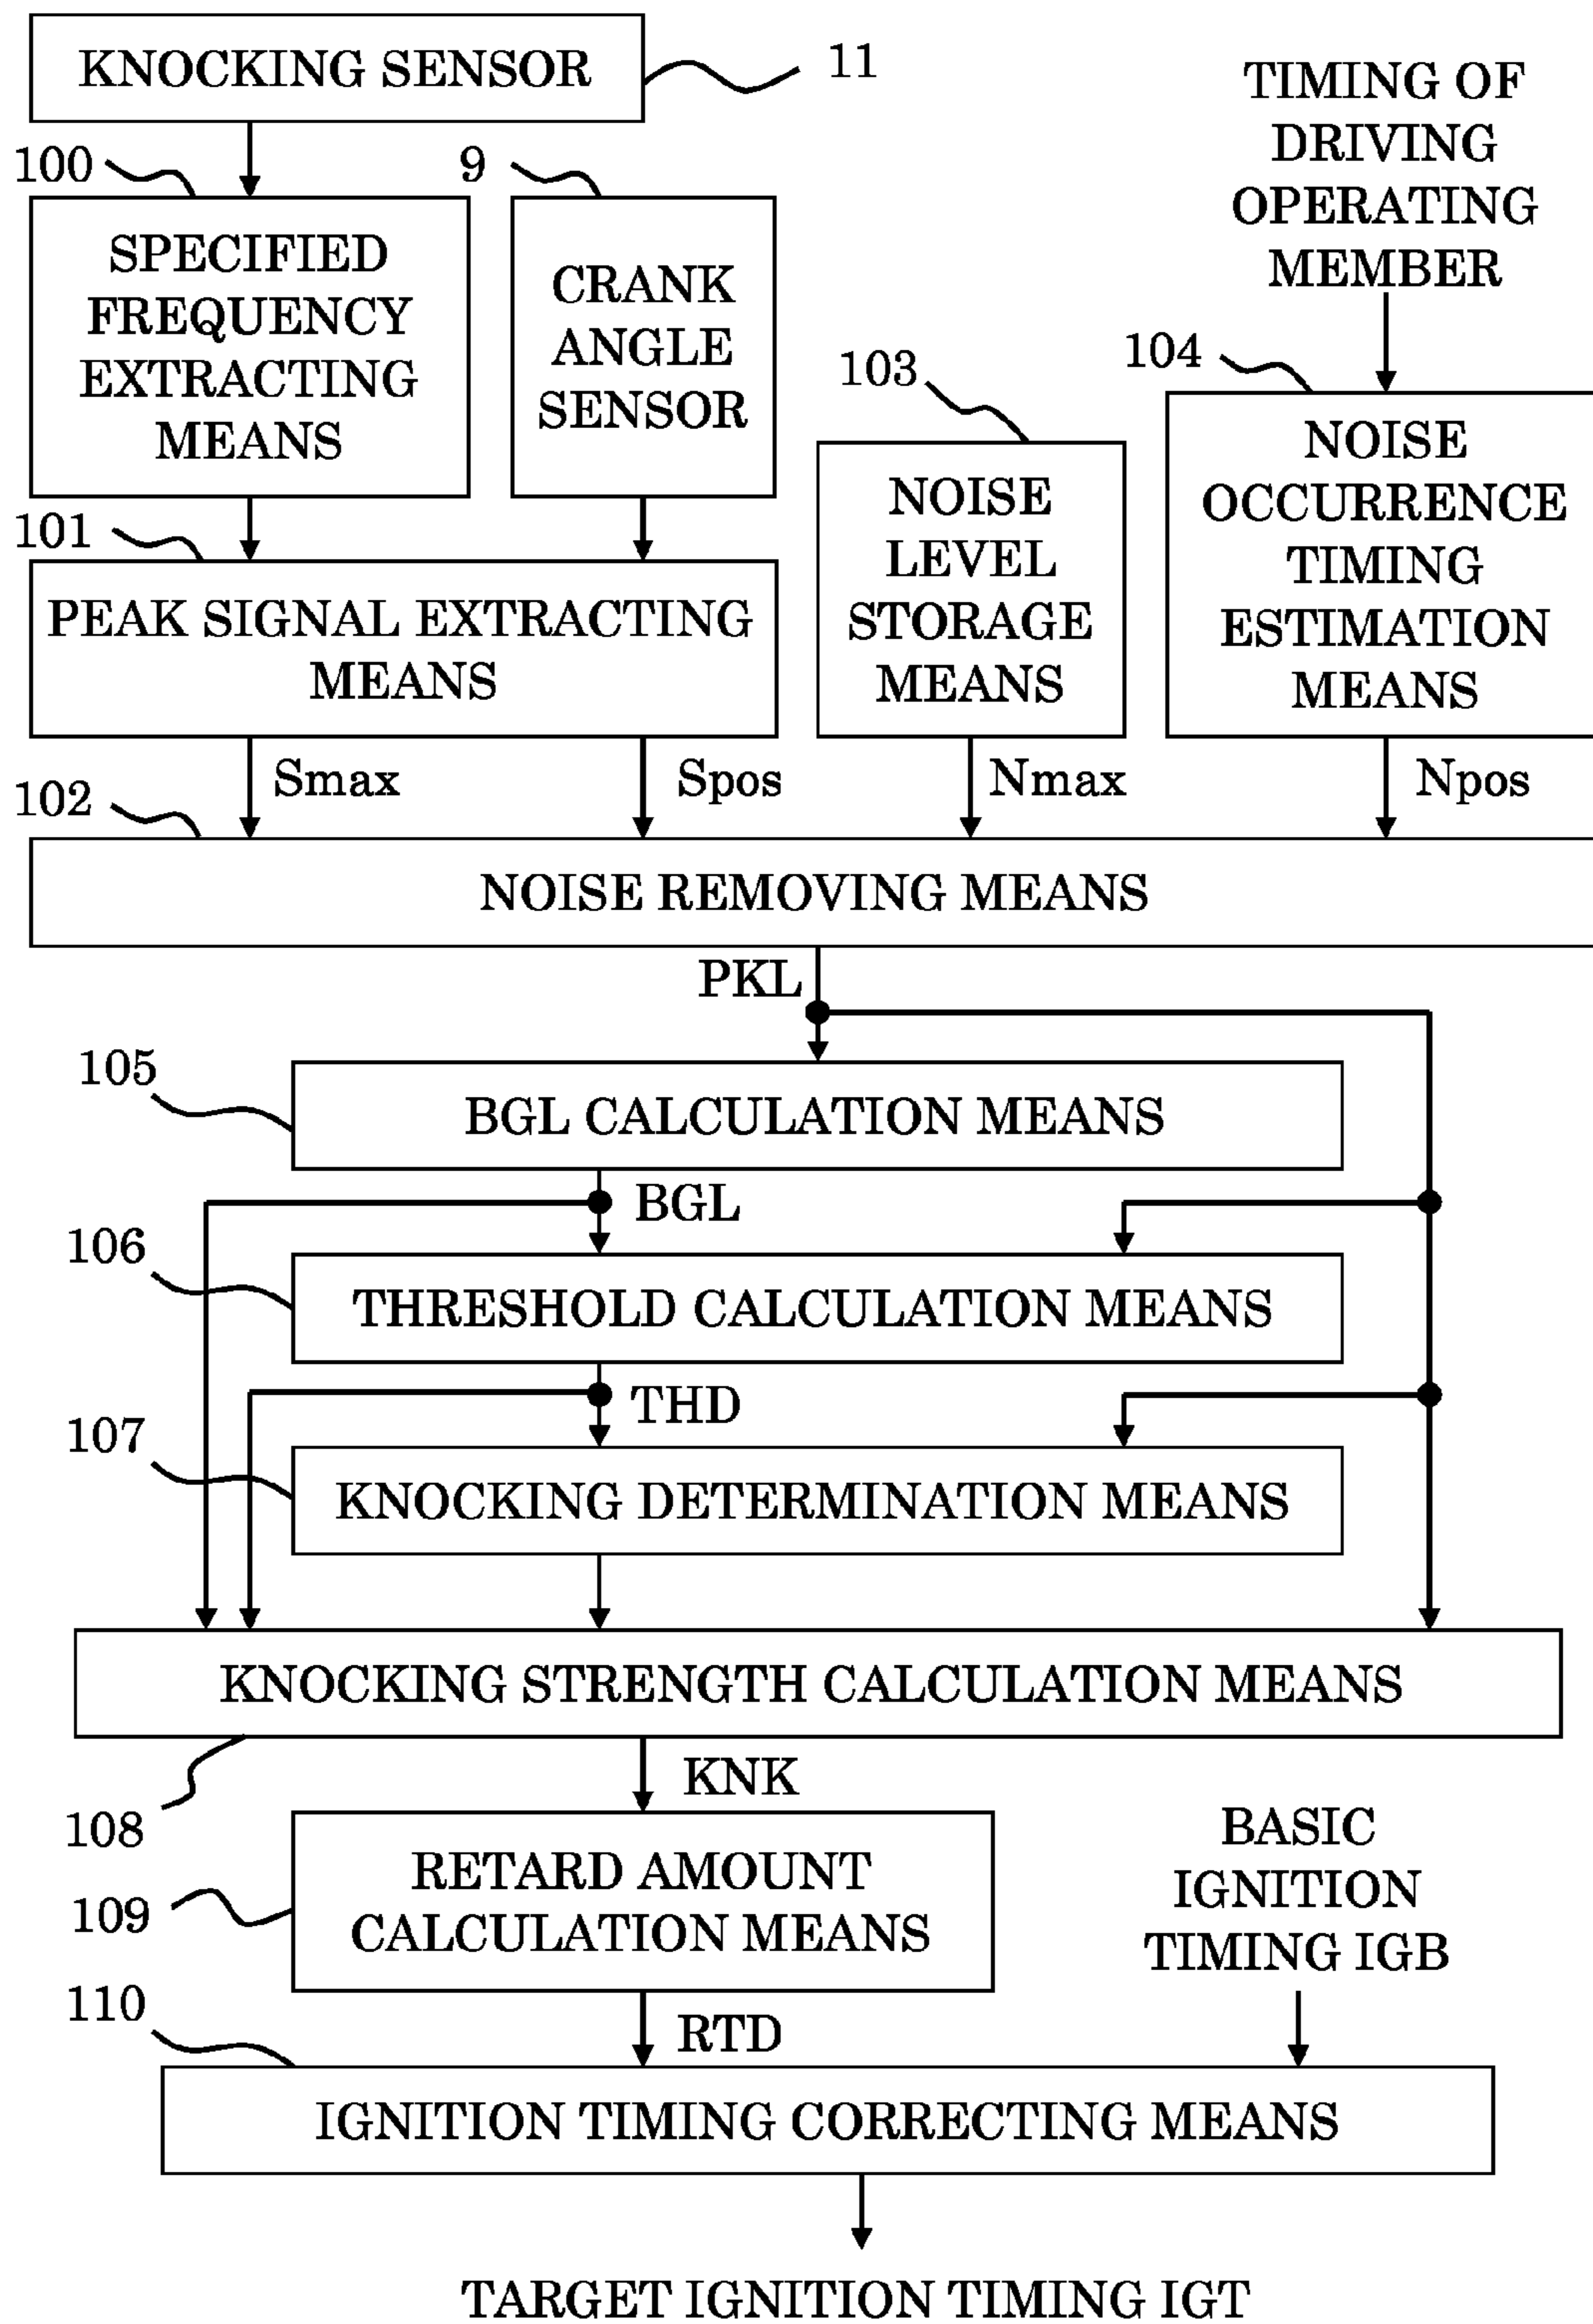 KNOCKING SENSOR
11
TIMING OF
DRIVING
OPERATING
MEMBER
100
9
SPECIFIED
FREQUENCY
EXTRACTING
MEANS
CRANK
ANGLE
SENSOR
103
104
NOISE
LEVEL
STORAGE
MEANS
NOISE
OCCURRENCE
TIMING
ESTIMATION
MEANS
101
PEAK SIGNAL EXTRACTING
MEANS
Smax
Spos
Nmax
Npos
102
NOISE REMOVING MEANS
PKL
105
BGL CALCULATION MEANS
BGL
106
THRESHOLD CALCULATION MEANS
THD
107
KNOCKING DETERMINATION MEANS
KNOCKING STRENGTH CALCULATION MEANS
KNK
108
RETARD AMOUNT
CALCULATION MEANS
109
BASIC
IGNITION
TIMING IGB
110
RTD
IGNITION TIMING CORRECTING MEANS
TARGET IGNITION TIMING IGT